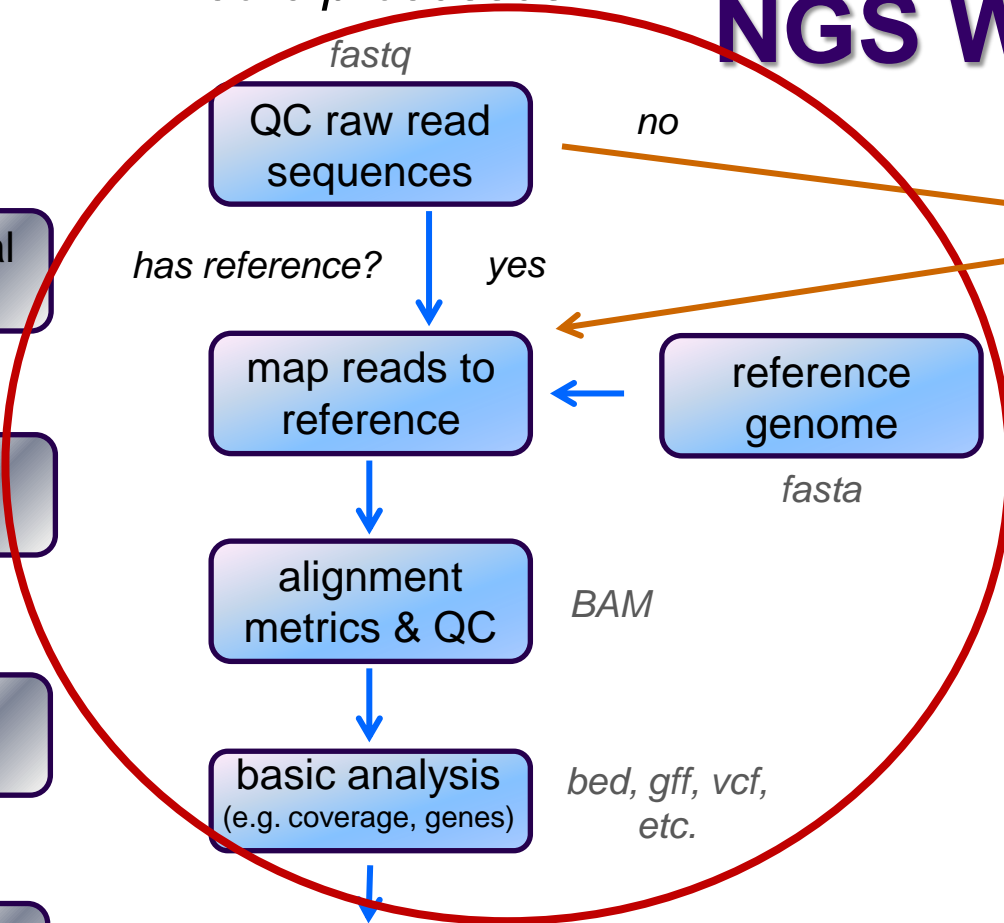 NGS
fastq
QC raw read
sequences
no
has reference?
yes
map reads to
reference
reference
genome
fasta
alignment
metrics & QC
BAM
basic analysis
(e.g. coverage, genes)
bed, gff, vcf,
etc.